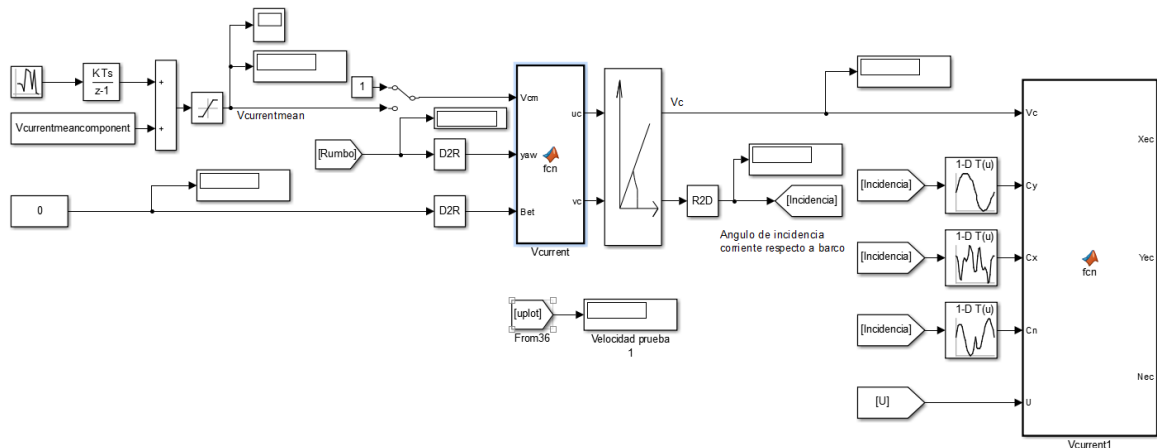 KTs
z-1
Vcurrentmeancomponent
+
+
Vcurrentmean
1
[Rumbo]
D2R
0
D2R
Vcm
yaw
Bet
fcn
uc
vc
Vcurrent
Vc
R2D
[Incidencia]
Angulo de incidencia
corriente respecto a barco
[uplot]
From36
Velocidad prueba
1
[Incidencia]
1-D T(u)
[Incidencia]
1-D T(u)
[Incidencia]
1-D T(u)
[U]
Vc
Cy
Cx
Cn
U
fcn
Xec
Yec
Nec
Vcurrent1